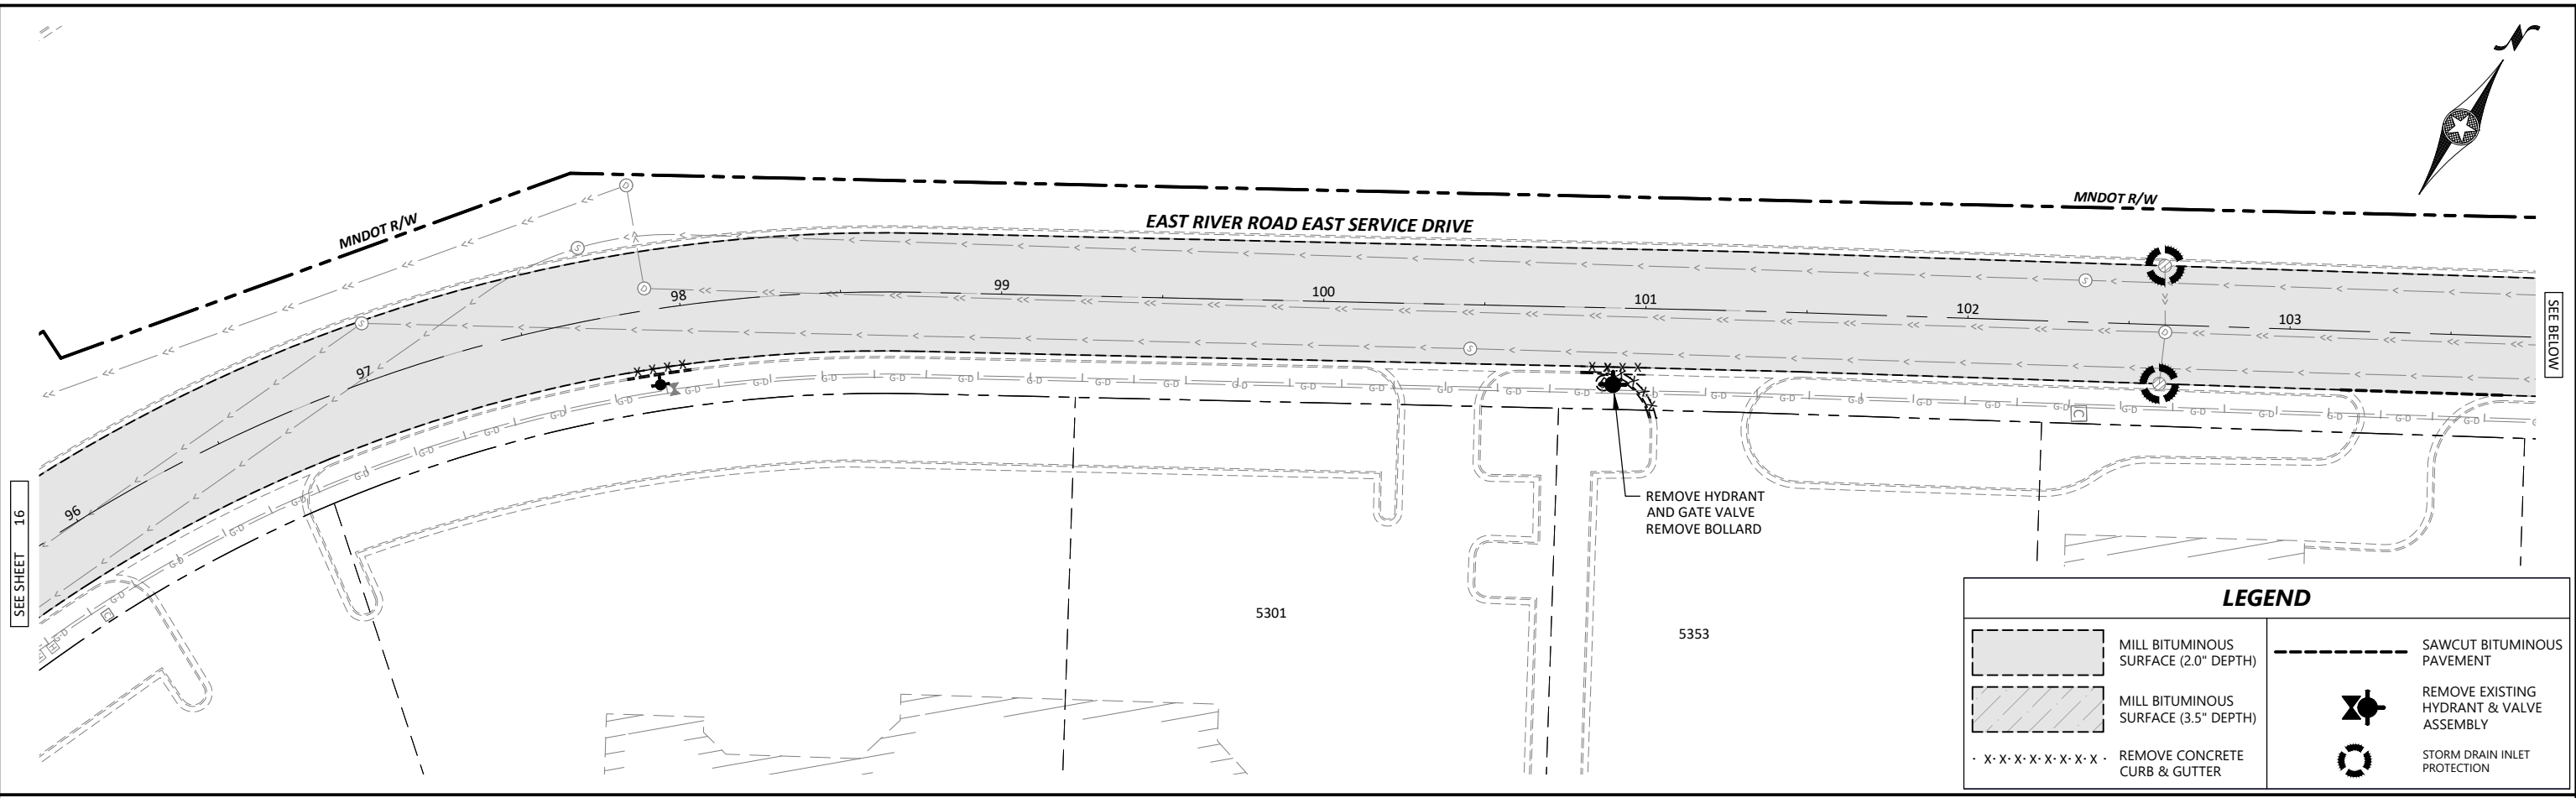 N
MNDOT R/W
MNDOT R/W
EAST RIVER ROAD EAST SERVICE DRIVE
96
97
98
99
100
101
102
103
SEE SHEET 16
SEE BELOW
REMOVE HYDRANT
AND GATE VALVE
REMOVE BOLLARD
5301
5353
LEGEND
MILL BITUMINOUS
SURFACE (2.0" DEPTH)
MILL BITUMINOUS
SURFACE (3.5" DEPTH)
REMOVE CONCRETE
CURB & GUTTER
SAWCUT BITUMINOUS
PAVEMENT
REMOVE EXISTING
HYDRANT & VALVE
ASSEMBLY
STORM DRAIN INLET
PROTECTION